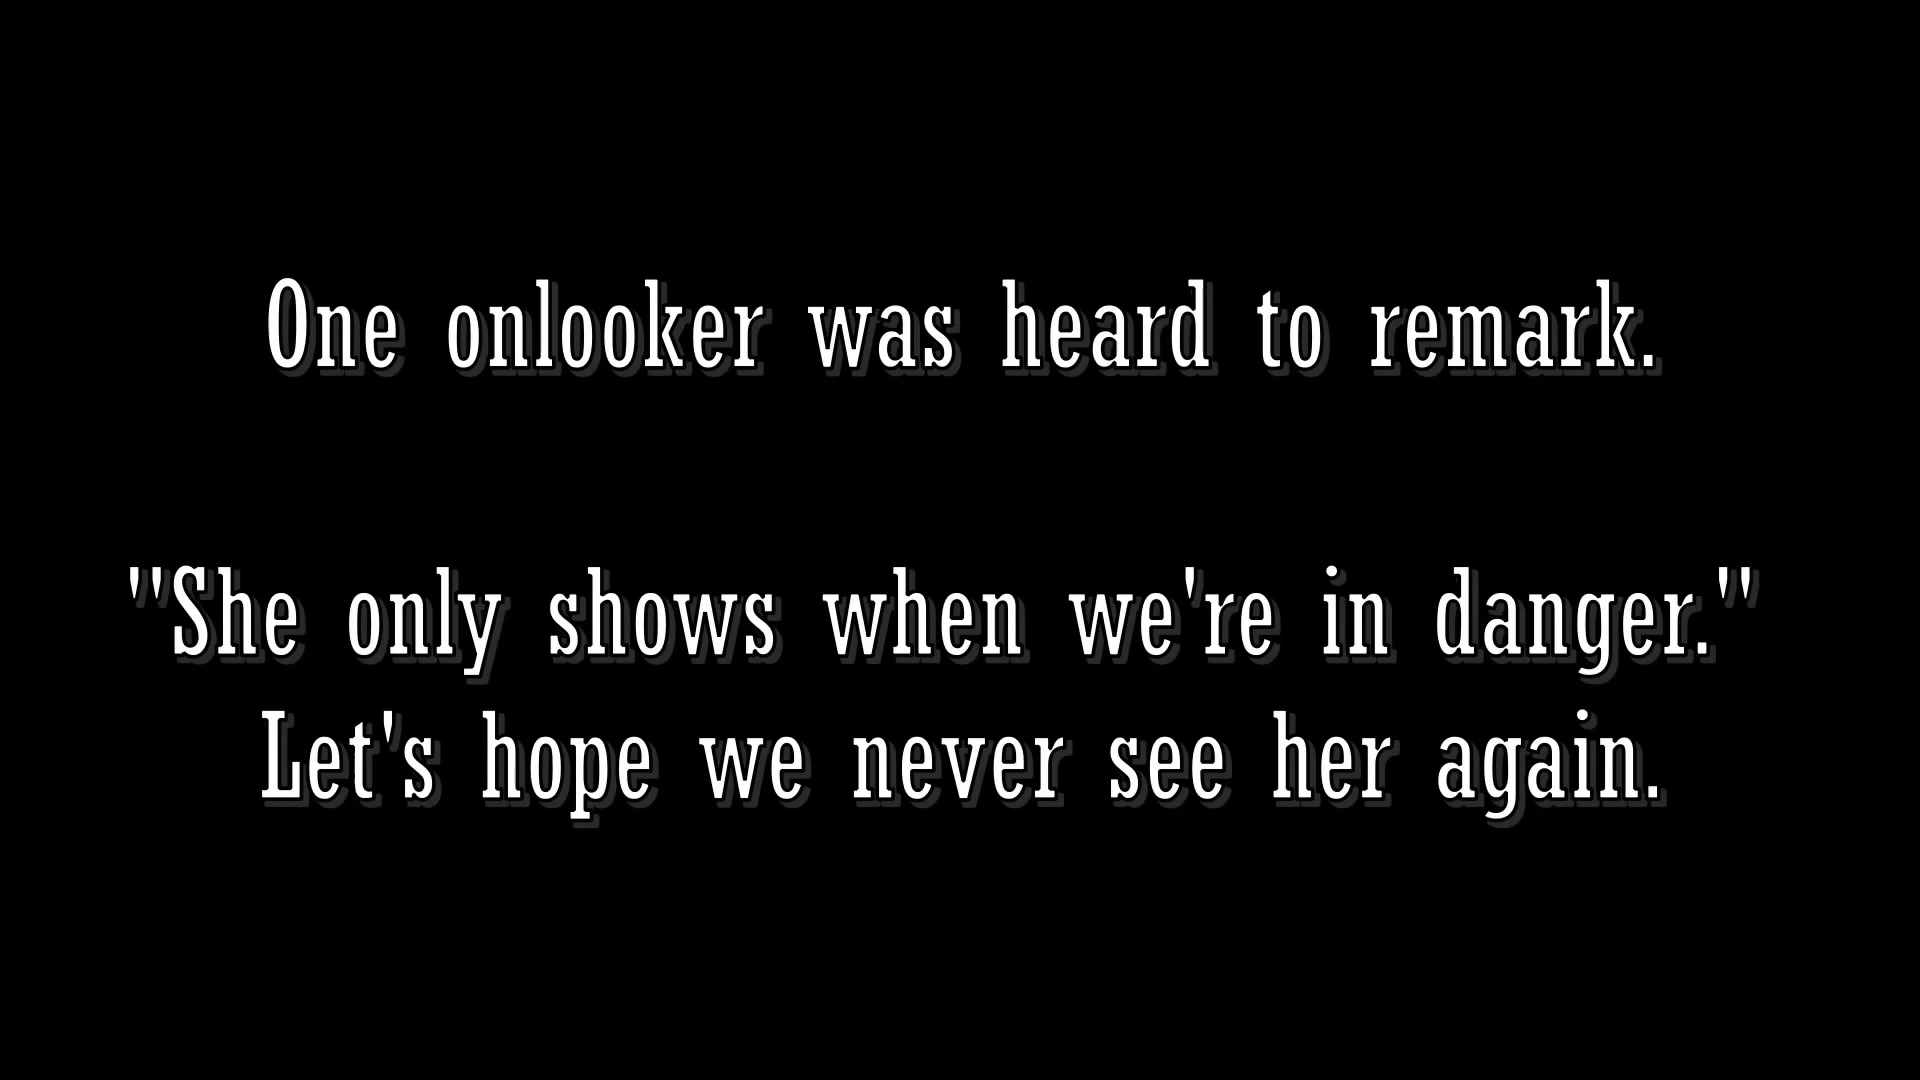 One onlooker was heard to remark.
"She only shows when we're in danger."
Let's hope we never see her again.